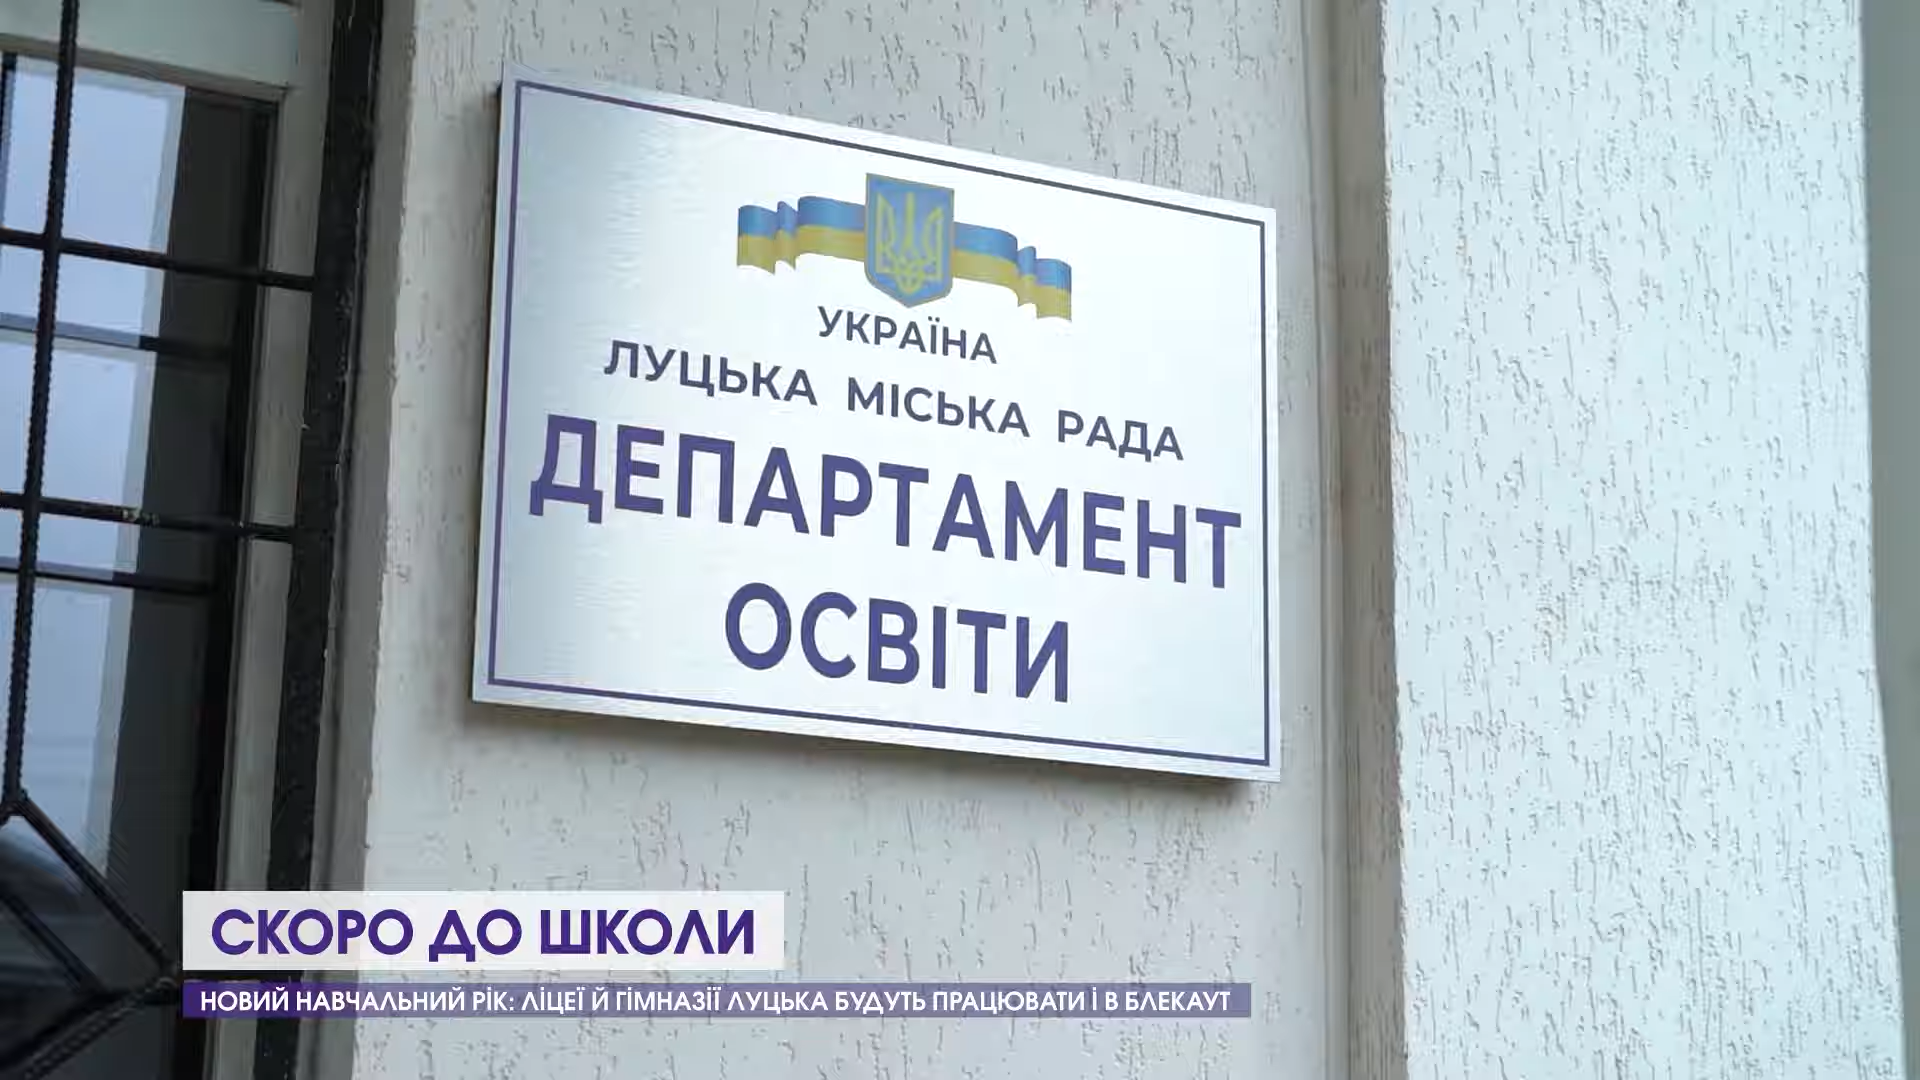 УКРАЇНА
ЛУЦЬКА МІСЬКА РАДА
ДЕПАРТАМЕНТ
ОСВІТИ
СКОРО ДО ШКОЛИ
НОВИЙ НАВЧАЛЬНИЙ РІК: ЛІЦЕЇ Й ГІМНАЗІЇ ЛУЦЬКА БУДУТЬ ПРАЦЮВАТИ І В БЛЕКАУТ